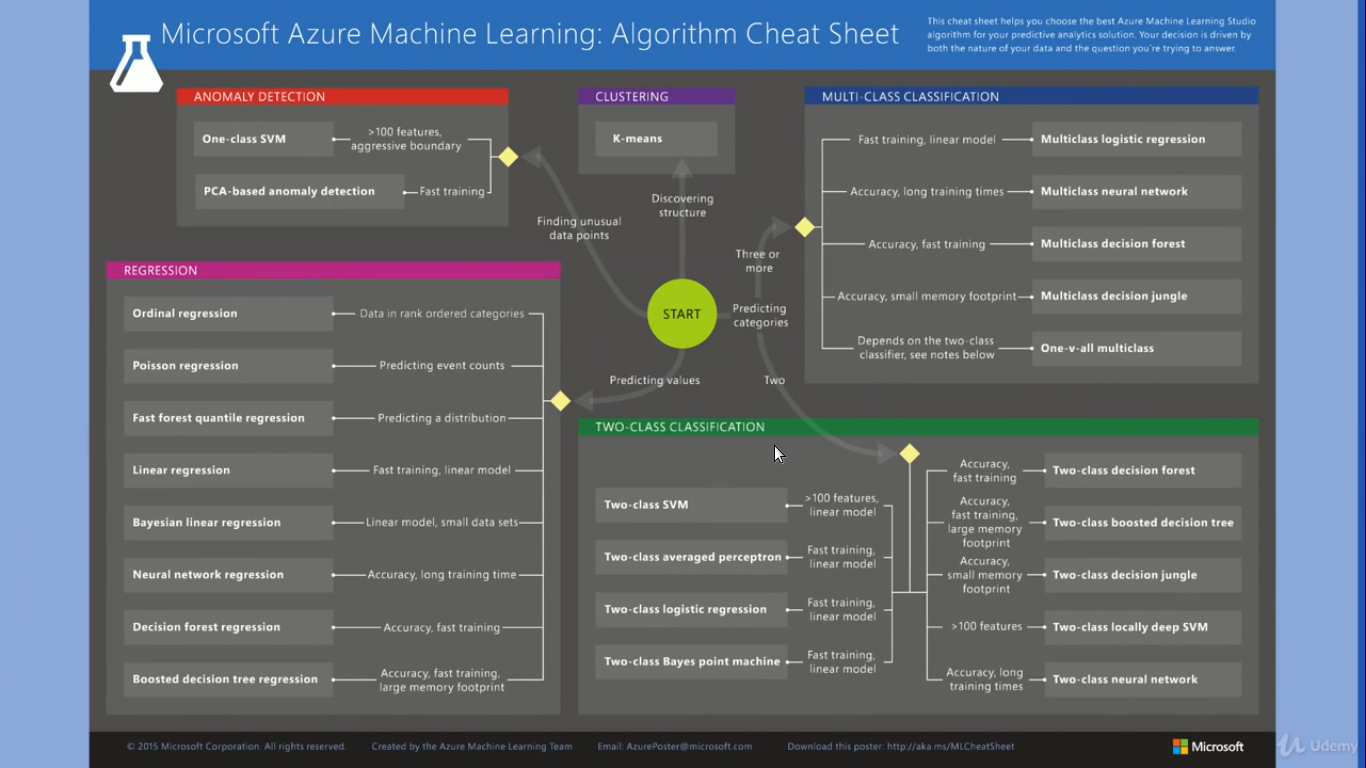 Microsoft Azure Machine Learning: Algorithm Cheat Sheet
This cheat sheet helps you choose the best Azure Machine Learning Studio
algorithm for your predictive analytics solution. Your decision is driven by
both the nature of your data and the question you're trying to answer.
ANOMALY DETECTION
One-class SVM
>100 features,
aggressive boundary
PCA-based anomaly detection
Fast training
CLUSTERING
K-means
Discovering
structure
Finding unusual
data points
START
Three or
more
Predicting
categories
Predicting values
Two
MULTI-CLASS CLASSIFICATION
Fast training, linear model
Multiclass logistic regression
Accuracy, long training times
Multiclass neural network
Accuracy, fast training
Multiclass decision forest
Accuracy, small memory footprint
Multiclass decision jungle
Depends on the two-class
classifier, see notes below
One-v-all multiclass
REGRESSION
Ordinal regression
Data in rank ordered categories
Poisson regression
Predicting event counts
Fast forest quantile regression
Predicting a distribution
Linear regression
Fast training, linear model
Bayesian linear regression
Linear model, small data sets
Neural network regression
Accuracy, long training time
Decision forest regression
Accuracy, fast training
Boosted decision tree regression
Accuracy, fast training,
large memory footprint
TWO-CLASS CLASSIFICATION
Two-class SVM
>100 features,
linear model
Two-class averaged perceptron
Fast training,
linear model
Two-class logistic regression
Fast training,
linear model
Two-class Bayes point machine
Fast training,
linear model
Accuracy,
fast training
Two-class decision forest
Accuracy,
fast training,
large memory
footprint
Two-class boosted decision tree
Accuracy,
small memory
footprint
Two-class decision jungle
>100 features
Two-class locally deep SVM
Accuracy, long
training times
Two-class neural network
© 2015 Microsoft Corporation. All rights reserved.
Created by the Azure Machine Learning Team
Email: AzurePoster@microsoft.com
Download this poster: http://aka.ms/MLCheatSheet
Microsoft
Udemy